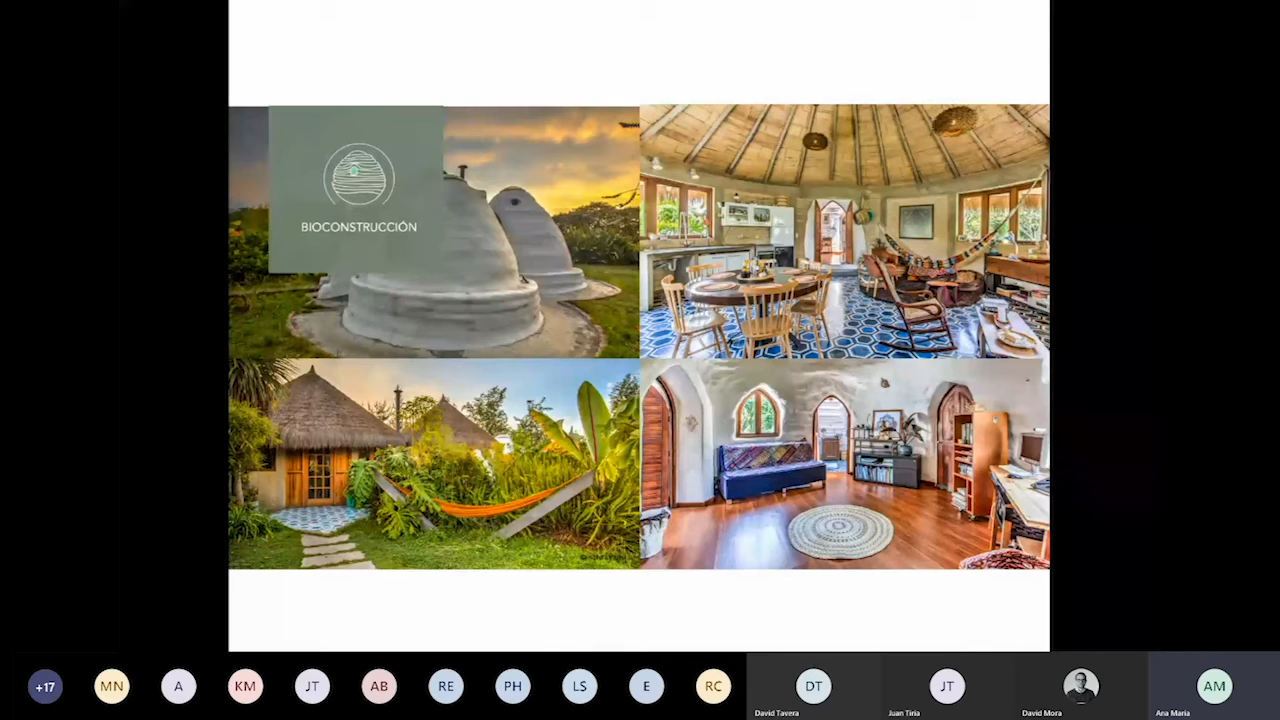 BIOCONSTRUCCIÓN
+17
MN
A
KM
JT
AB
RE
PH
LS
E
RC
DT
JT
AM
David Tavera
Juan Tiria
David Mora
Ana Maria